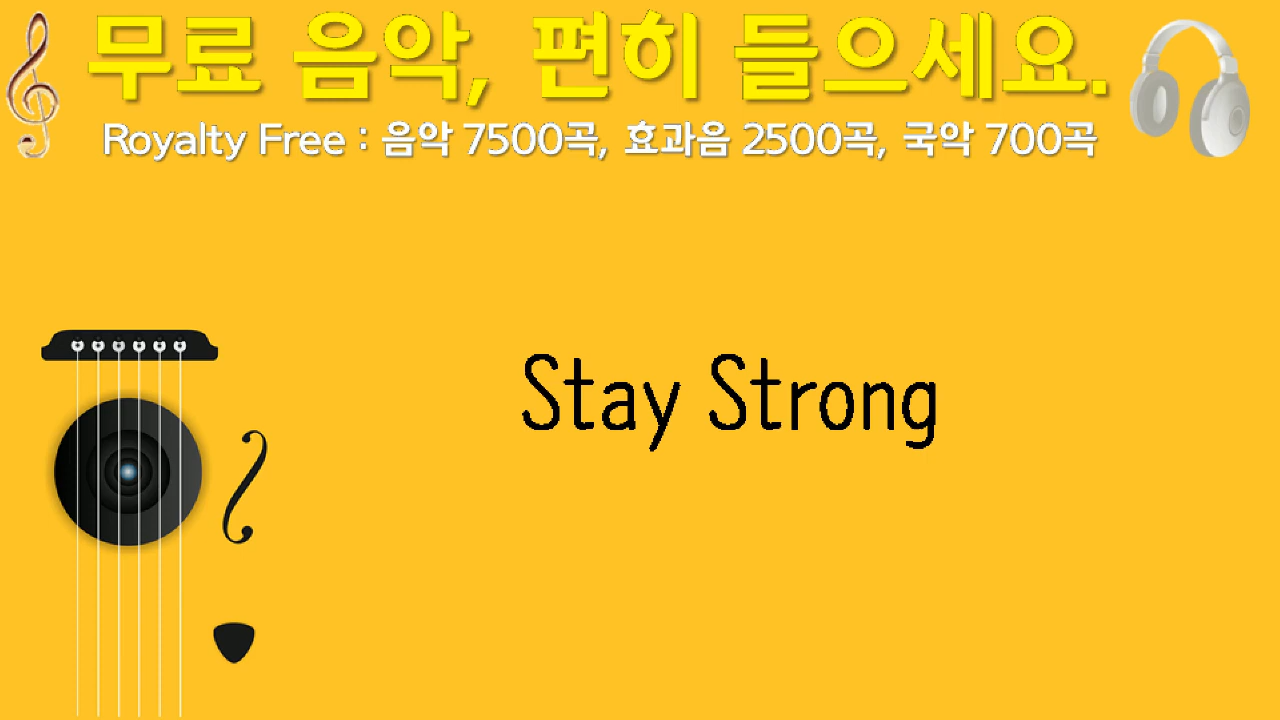 무료 음악, 편히 들으세요.
Royalty Free : 음악 7500곡, 효과음 2500곡, 국악 700곡
Stay Strong